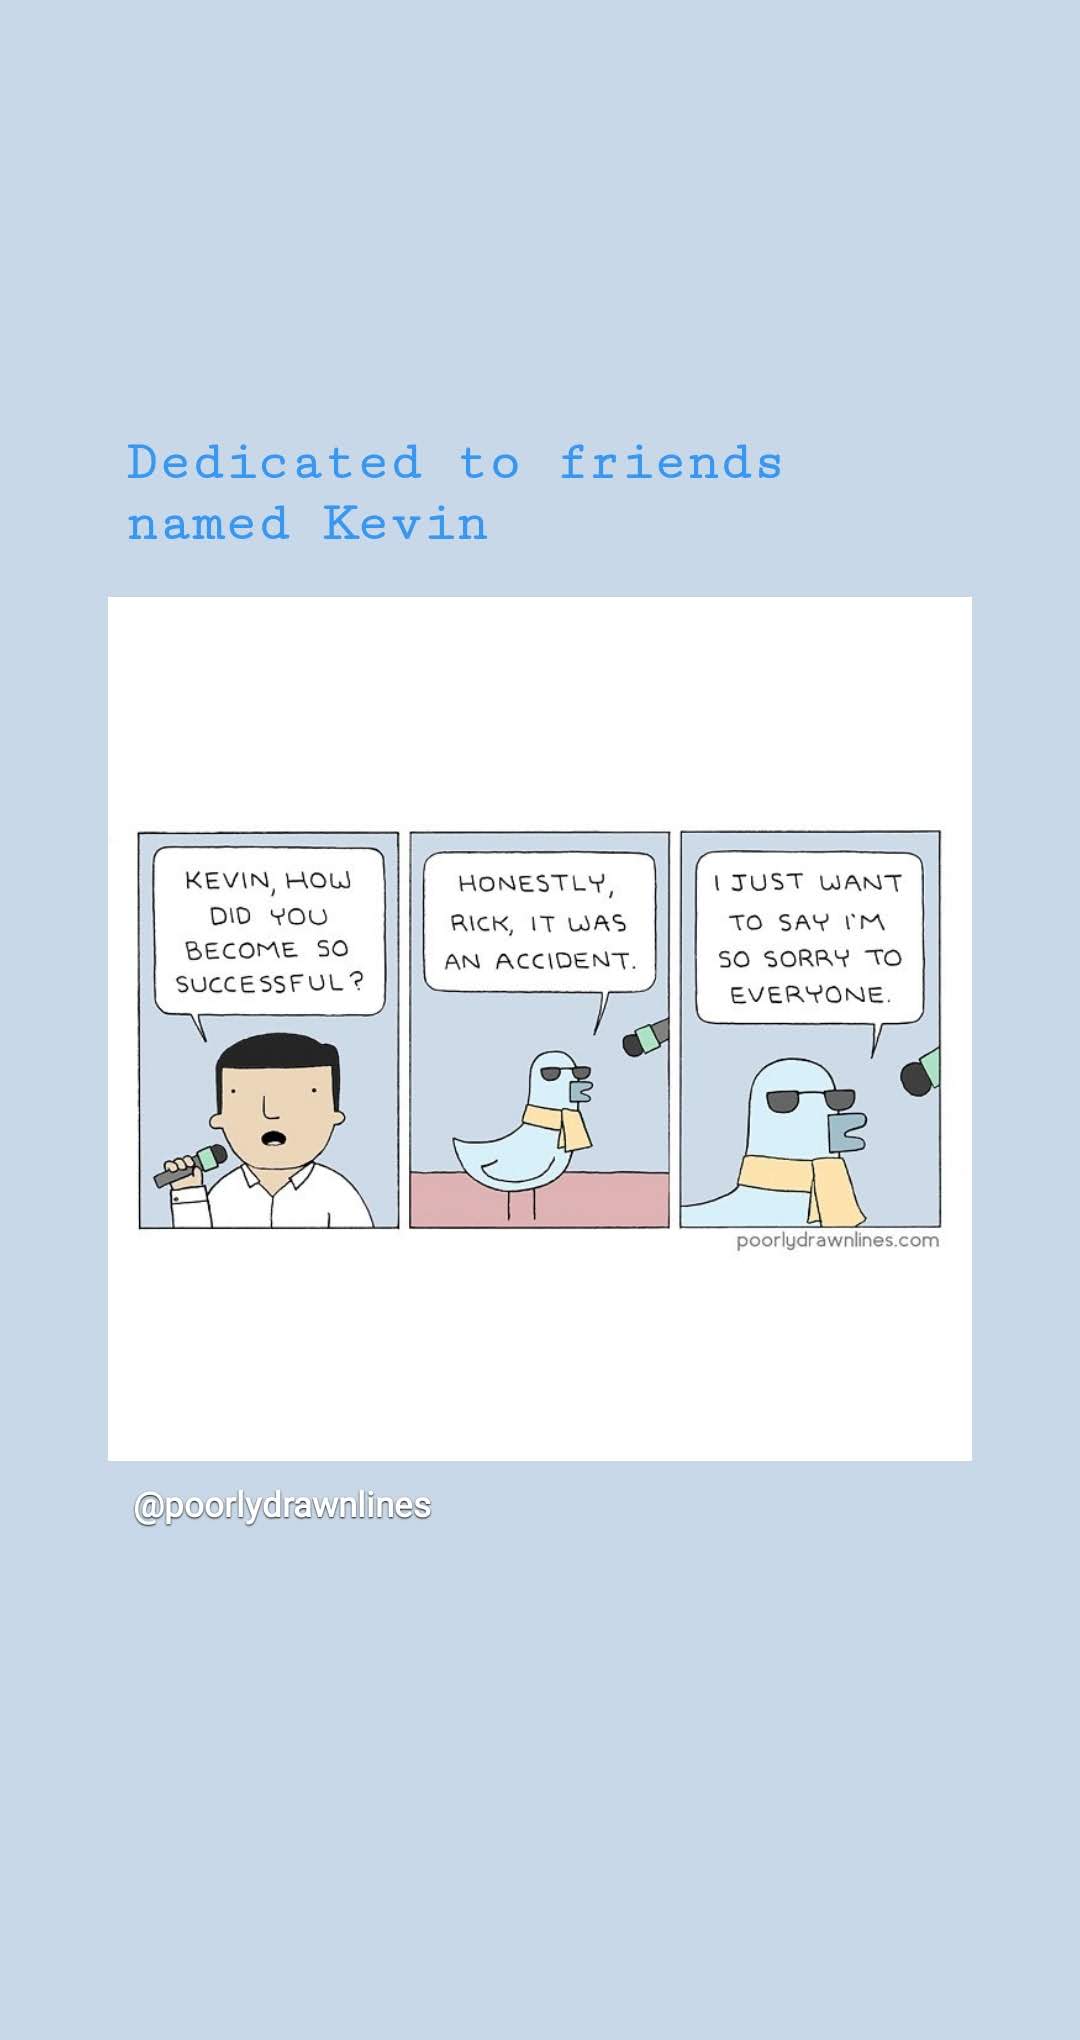 Dedicated to friends
named Kevin
KEVIN, HOW
DID YOU
BECOME SO
SUCCESSFUL?
HONESTLY,
RICK, IT WAS
AN ACCIDENT.
I JUST WANT
TO SAY I'M
SO SORRY TO
EVERYONE.
poorlydrawnlines.com
@poorlydrawnlines